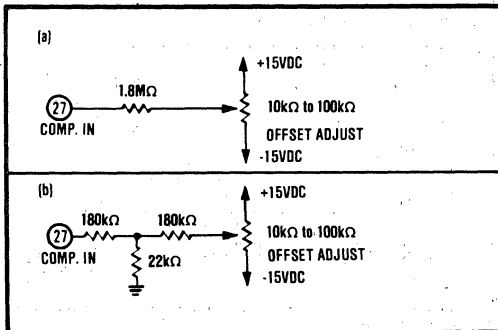 (a)
+15VDC
1.8MΩ
27
10kΩ to 100kΩ
COMP. IN
OFFSET ADJUST
-15VDC
(b)
+15VDC
180kΩ 180kΩ
27
10kΩ to 100kΩ
COMP. IN
22kΩ
OFFSET ADJUST
-15VDC